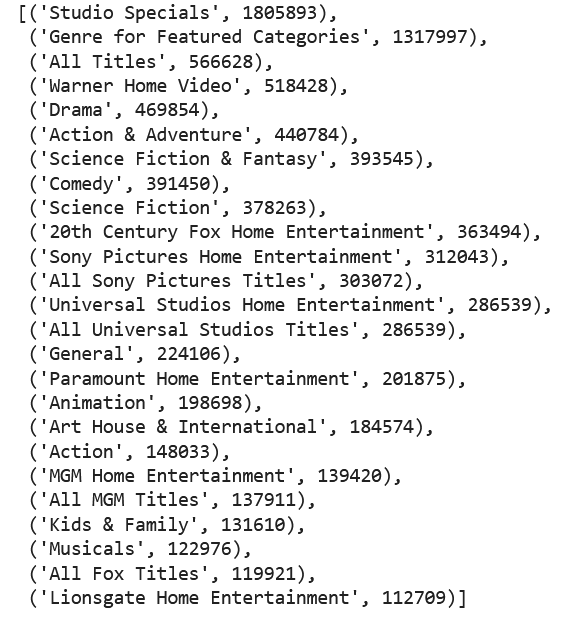 [('Studio Specials', 1805893),
('Genre for Featured Categories', 1317997),
('All Titles', 566628),
('Warner Home Video', 518428),
('Drama', 469854),
('Action & Adventure', 440784),
('Science Fiction & Fantasy', 393545),
('Comedy', 391450),
('Science Fiction', 378263),
('20th Century Fox Home Entertainment', 363494),
('Sony Pictures Home Entertainment', 312043),
('All Sony Pictures Titles', 303072),
('Universal Studios Home Entertainment', 286539),
('All Universal Studios Titles', 286539),
('General', 224106),
('Paramount Home Entertainment', 201875),
('Animation', 198698),
('Art House & International', 184574),
('Action', 148033),
('MGM Home Entertainment', 139420),
('All MGM Titles', 137911),
('Kids & Family', 131610),
('Musicals', 122976),
('All Fox Titles', 119921),
('Lionsgate Home Entertainment', 112709)]